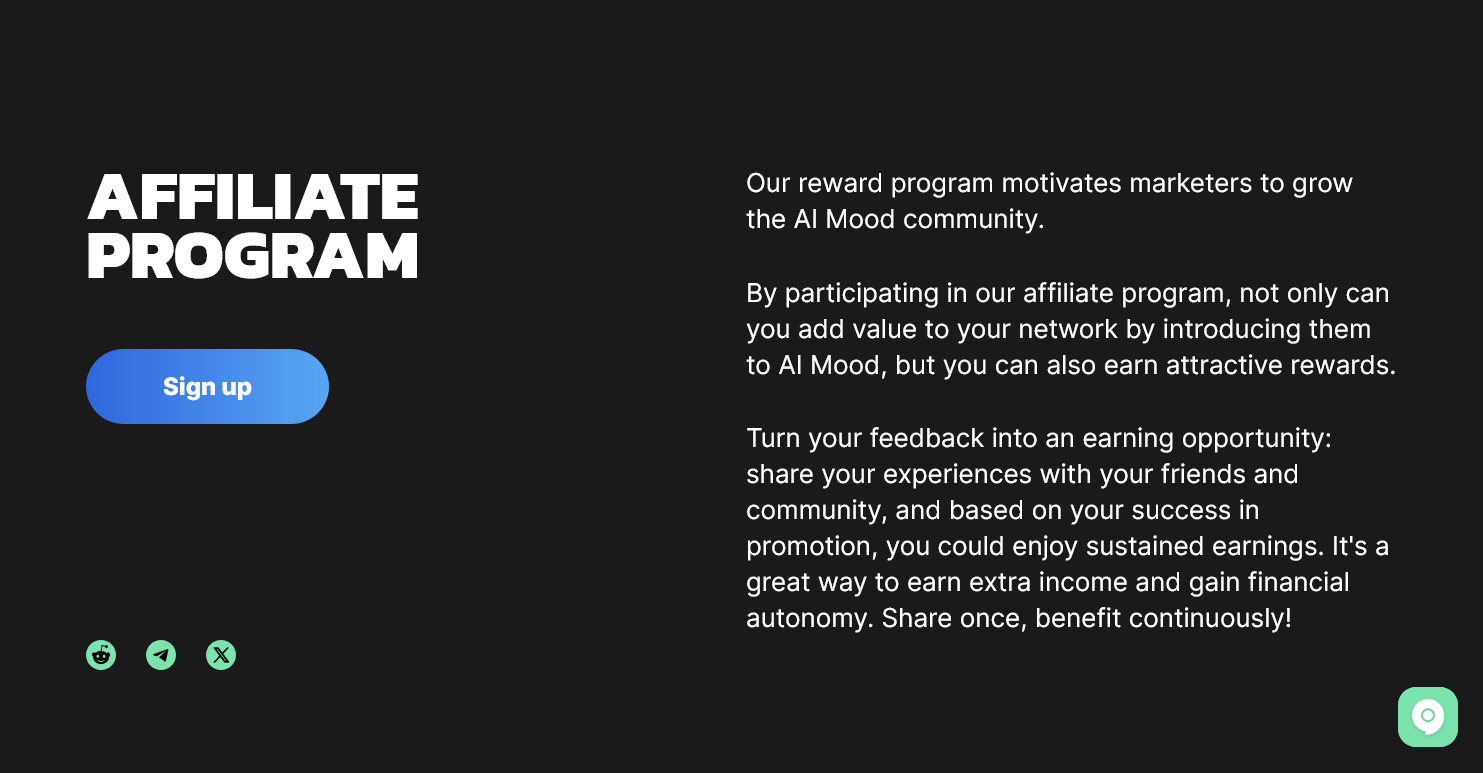 AFFILIATE
PROGRAM
Sign up
Our reward program motivates marketers to grow
the AI Mood community.
By participating in our affiliate program, not only can
you add value to your network by introducing them
to AI Mood, but you can also earn attractive rewards.
Turn your feedback into an earning opportunity:
share your experiences with your friends and
community, and based on your success in
promotion, you could enjoy sustained earnings. It's a
great way to earn extra income and gain financial
autonomy. Share once, benefit continuously!